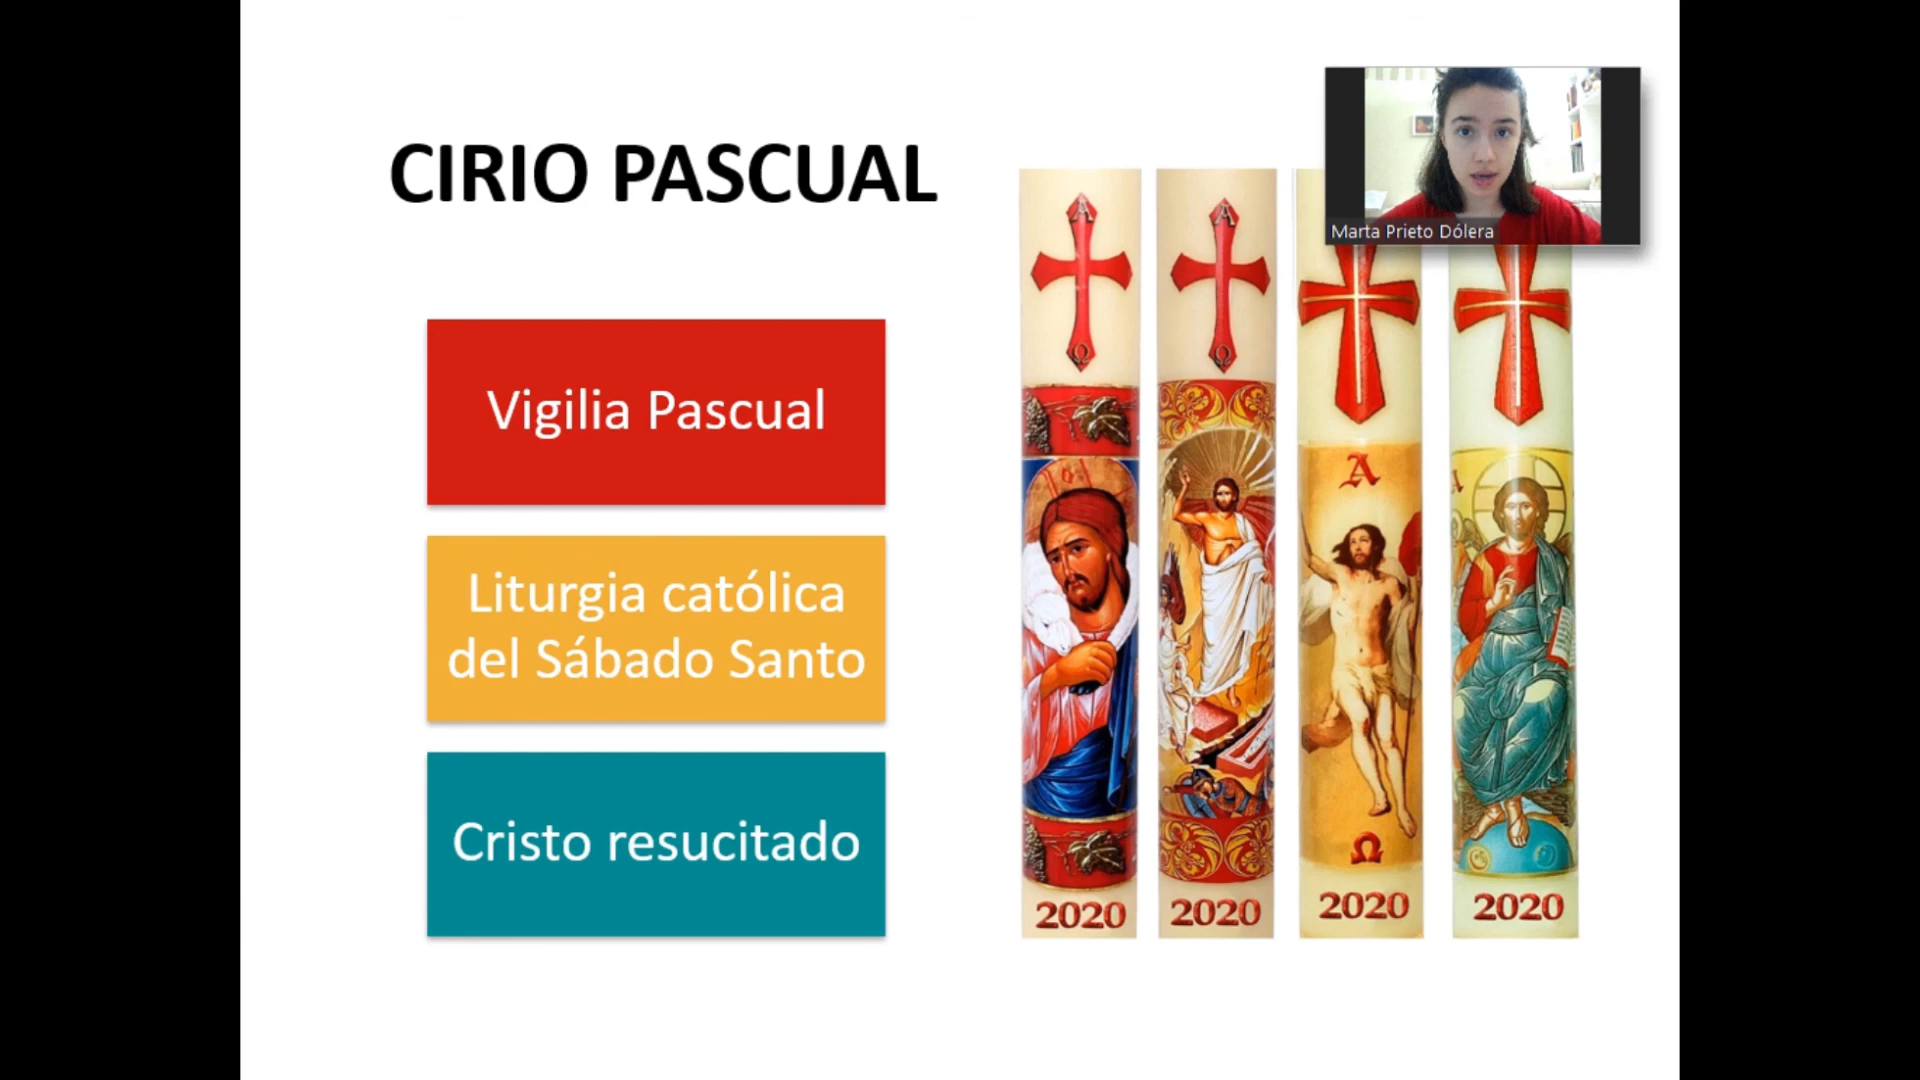 CIRIO PASCUAL
Marta Prieto Dólera
Vigilia Pascual
Liturgia católica
del Sábado Santo
Cristo resucitado
Α
Ω
Α
Ω
Α
Ω
Α
2020
2020
2020
2020